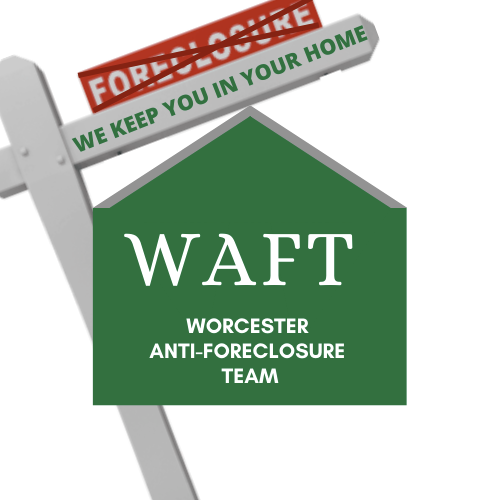 FORECLOSURE
WE KEEP YOU IN YOUR HOME
WAFT
WORCESTER
ANTI-FORECLOSURE
TEAM